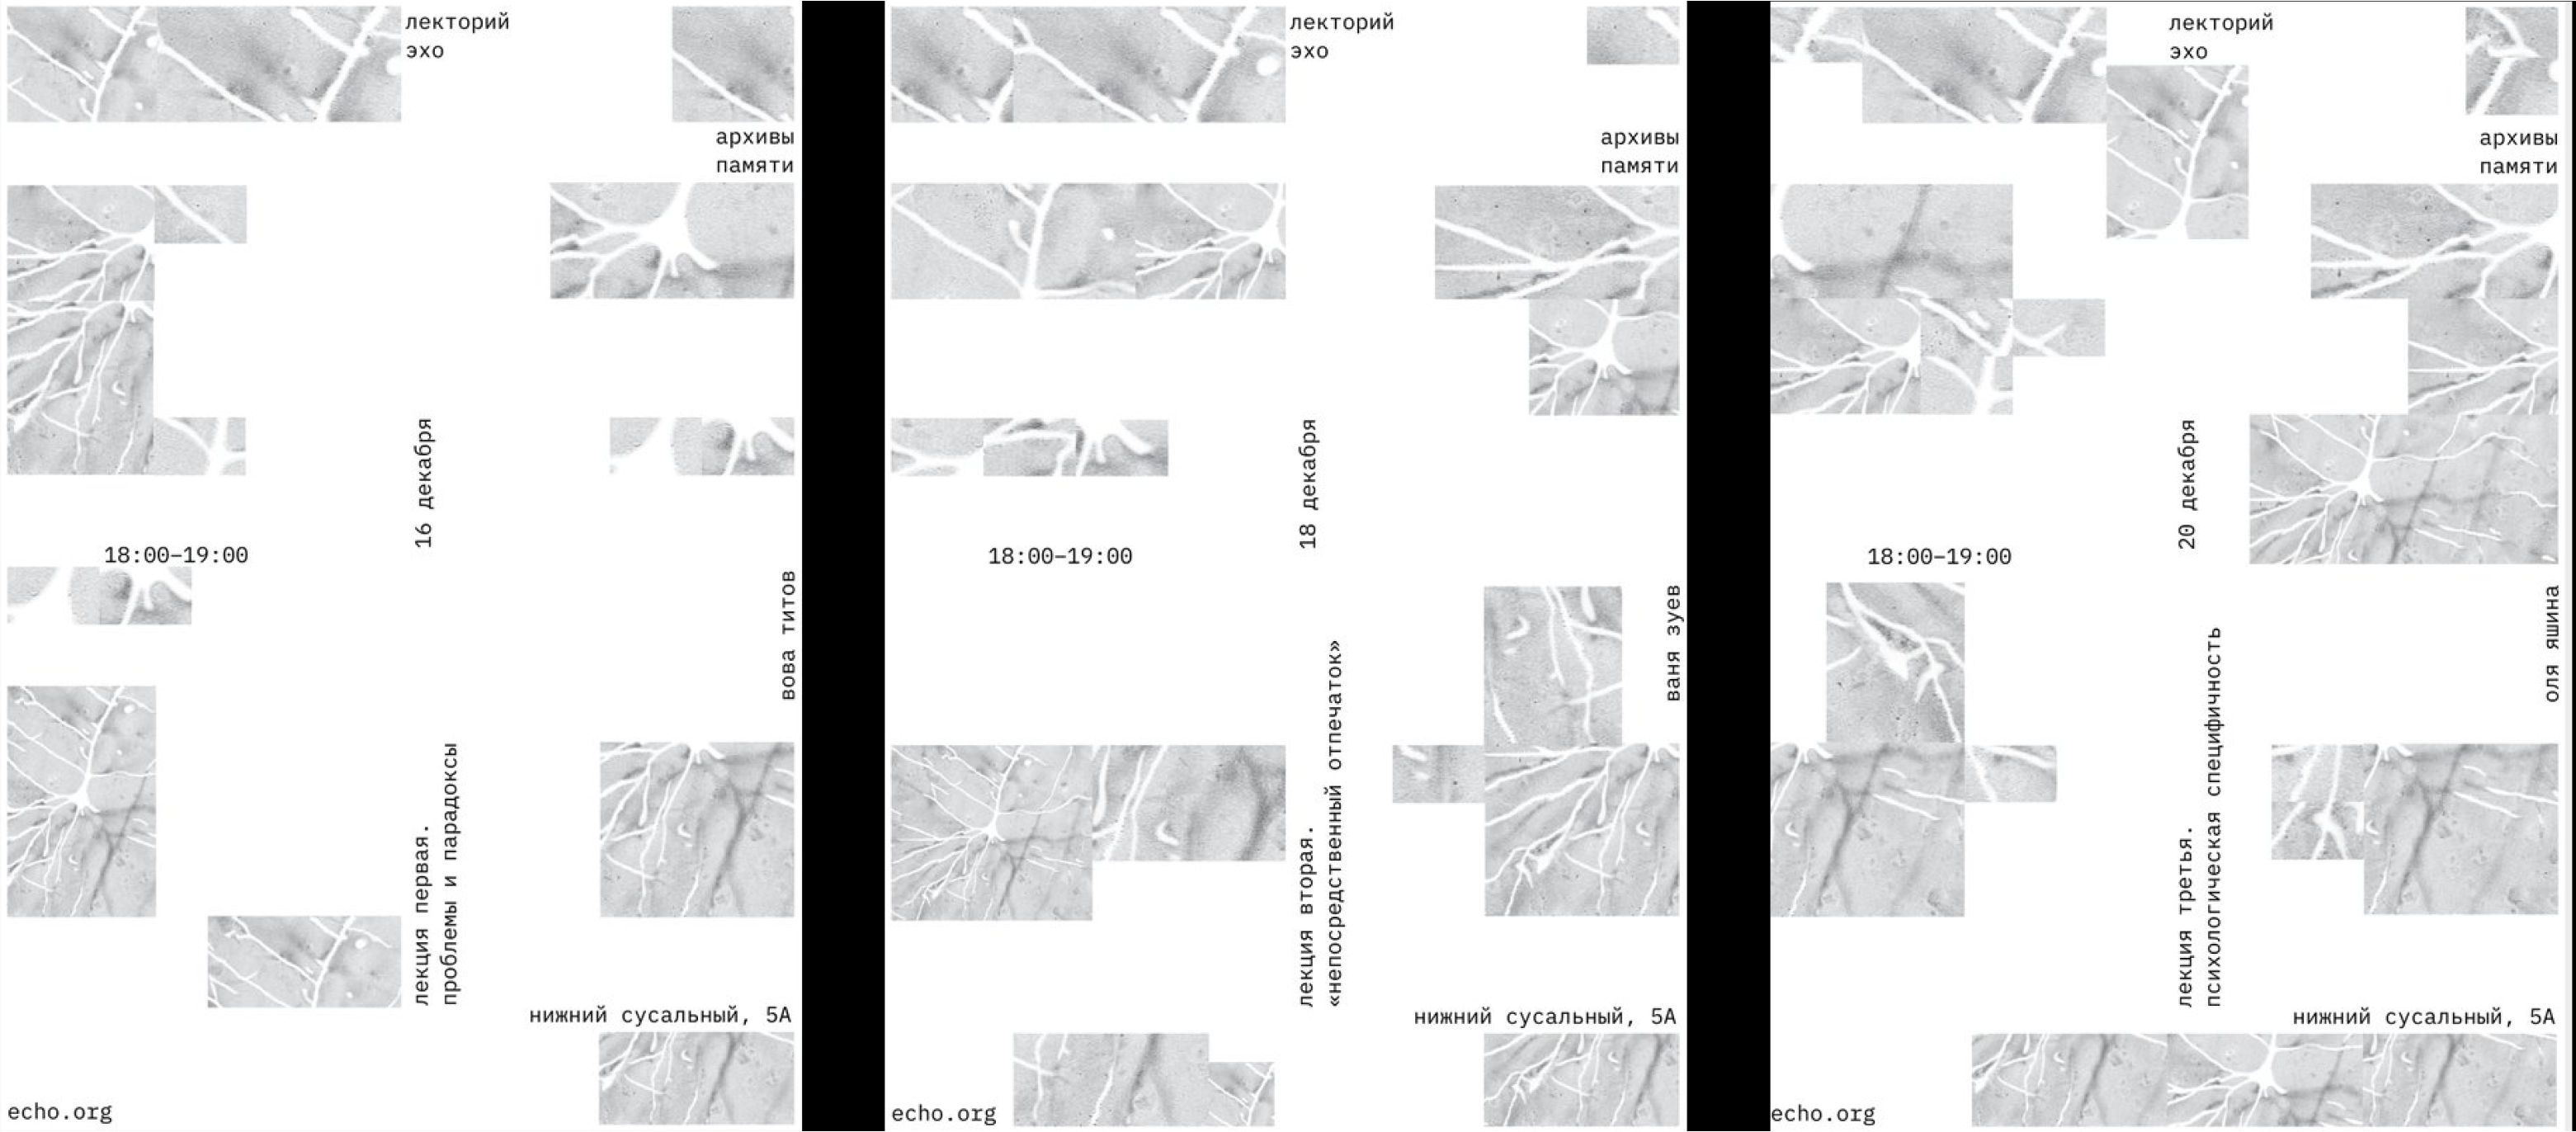 лекторий
эхо
архивы
памяти
16 декабря
18:00–19:00
вова титов
лекция первая.
проблемы и парадоксы
нижний сусальный, 5А
echo.org
лекторий
эхо
архивы
памяти
18 декабря
18:00–19:00
ваня зуев
лекция вторая.
«непосредственный отпечаток»
нижний сусальный, 5А
echo.org
лекторий
эхо
архивы
памяти
20 декабря
18:00–19:00
оля яшина
лекция третья.
психологическая специфичность
нижний сусальный, 5А
echo.org